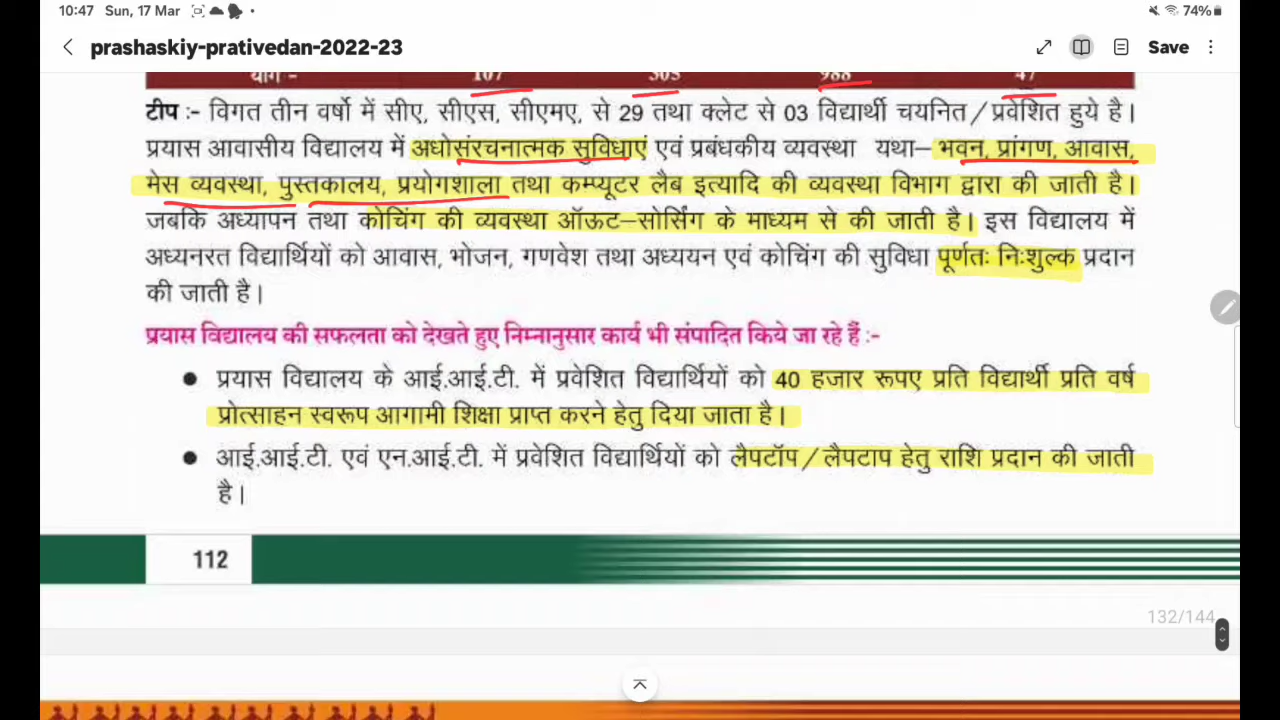 10:47 Sun, 17 Mar
74%
prashaskiy-prativedan-2022-23
Save
योग :- 107 305 988 47
टीप :- विगत तीन वर्षो में सीए, सीएस, सीएमए, से 29 तथा क्लेट से 03 विद्यार्थी चयनित/प्रवेशित हुये है।
प्रयास आवासीय विद्यालय में अधोसंरचनात्मक सुविधाएं एवं प्रबंधकीय व्यवस्था यथा– भवन, प्रांगण, आवास,
मेस व्यवस्था, पुस्तकालय, प्रयोगशाला तथा कम्प्यूटर लैब इत्यादि की व्यवस्था विभाग द्वारा की जाती है।
जबकि अध्यापन तथा कोचिंग की व्यवस्था ऑऊट–सोर्सिंग के माध्यम से की जाती है। इस विद्यालय में
अध्यनरत विद्यार्थियों को आवास, भोजन, गणवेश तथा अध्ययन एवं कोचिंग की सुविधा पूर्णतः निःशुल्क प्रदान
की जाती है।
प्रयास विद्यालय की सफलता को देखते हुए निम्नानुसार कार्य भी संपादित किये जा रहे हैं :-
● प्रयास विद्यालय के आई.आई.टी. में प्रवेशित विद्यार्थियों को 40 हजार रूपए प्रति विद्यार्थी प्रति वर्ष
प्रोत्साहन स्वरूप आगामी शिक्षा प्राप्त करने हेतु दिया जाता है।
● आई.आई.टी. एवं एन.आई.टी. में प्रवेशित विद्यार्थियों को लैपटॉप/लैपटाप हेतु राशि प्रदान की जाती
है।
112
132/144